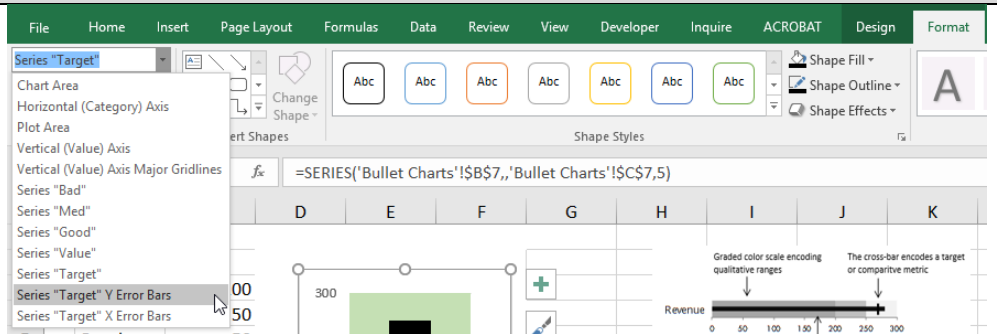 File Home Insert Page Layout Formulas Data Review View Developer Inquire ACROBAT Design Format
Series "Target"
Abc Abc Abc Abc Abc Abc Abc
Change
Shape
Shape Fill
Shape Outline
Shape Effects
A
ert Shapes
Shape Styles
Chart Area
Horizontal (Category) Axis
Plot Area
Vertical (Value) Axis
Vertical (Value) Axis Major Gridlines
Series "Bad"
Series "Med"
Series "Good"
Series "Value"
Series "Target"
Series "Target" Y Error Bars
Series "Target" X Error Bars
fx =SERIES('Bullet Charts'!$B$7,,'Bullet Charts'!$C$7,5)
D E F G H I J K
00
50
300
Graded color scale encoding
qualitative ranges
The cross-bar encodes a target
or comparitve metric
Revenue
0 50 100 150 200 250 300